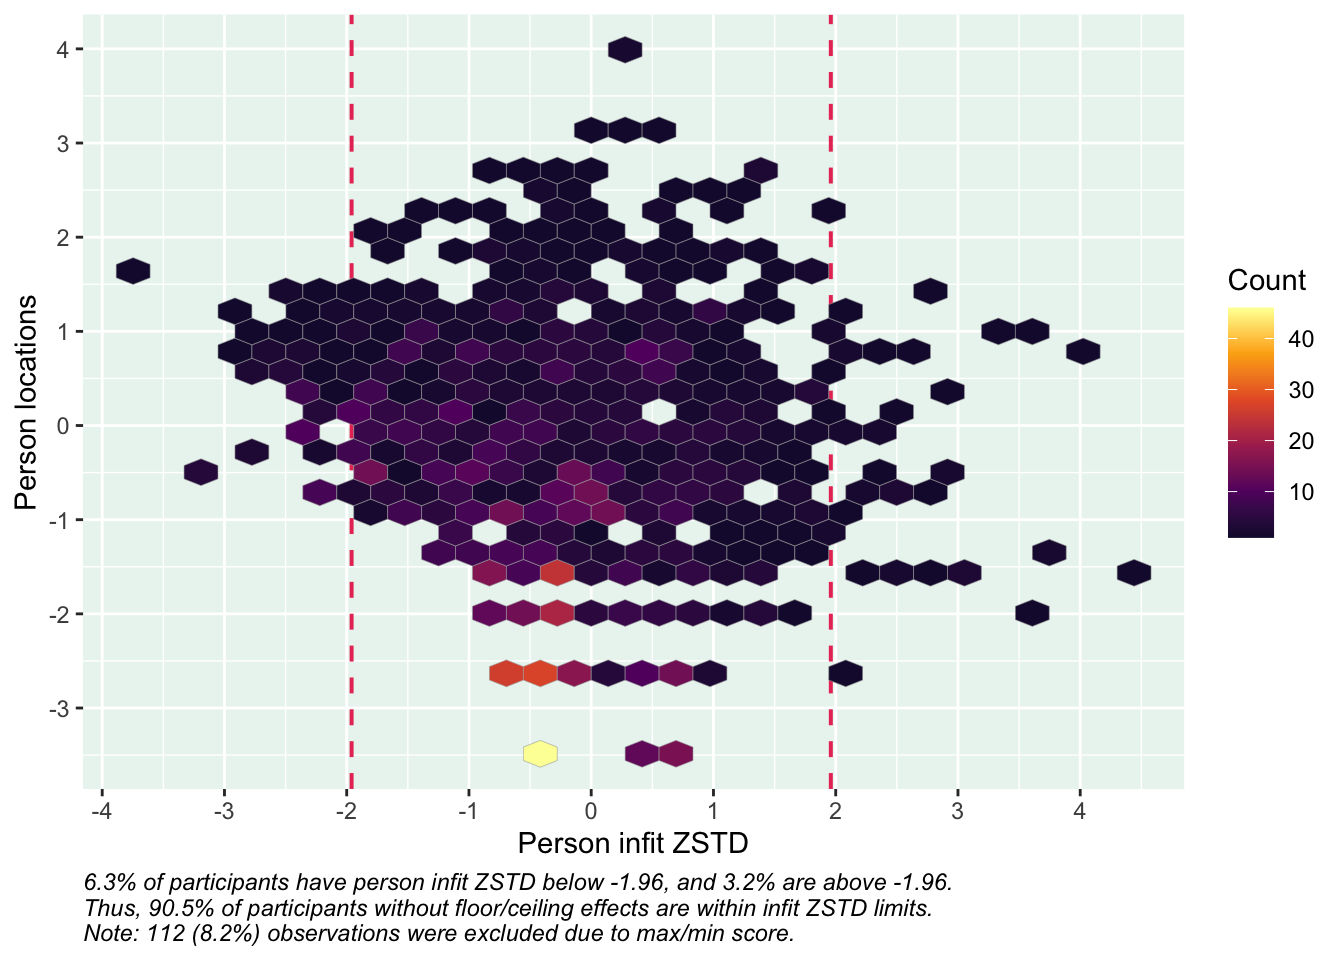 4
3
2
1
0
-1
-2
-3
Person locations
-4 -3 -2 -1 0 1 2 3 4
Person infit ZSTD
Count
40
30
20
10
6.3% of participants have person infit ZSTD below -1.96, and 3.2% are above -1.96.
Thus, 90.5% of participants without floor/ceiling effects are within infit ZSTD limits.
Note: 112 (8.2%) observations were excluded due to max/min score.